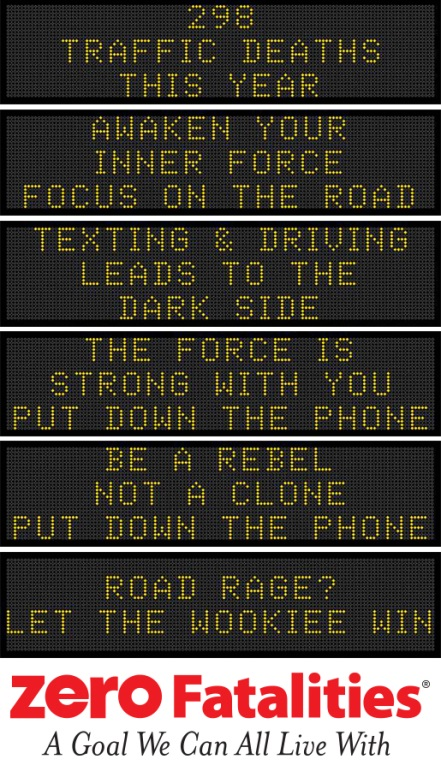 298
TRAFFIC DEATHS
THIS YEAR
AWAKEN YOUR
INNER FORCE
FOCUS ON THE ROAD
TEXTING & DRIVING
LEADS TO THE
DARK SIDE
THE FORCE IS
STRONG WITH YOU
PUT DOWN THE PHONE
BE A REBEL
NOT A CLONE
PUT DOWN THE PHONE
ROAD RAGE?
LET THE WOOKIEE WIN
zero Fatalities®
A Goal We Can All Live With